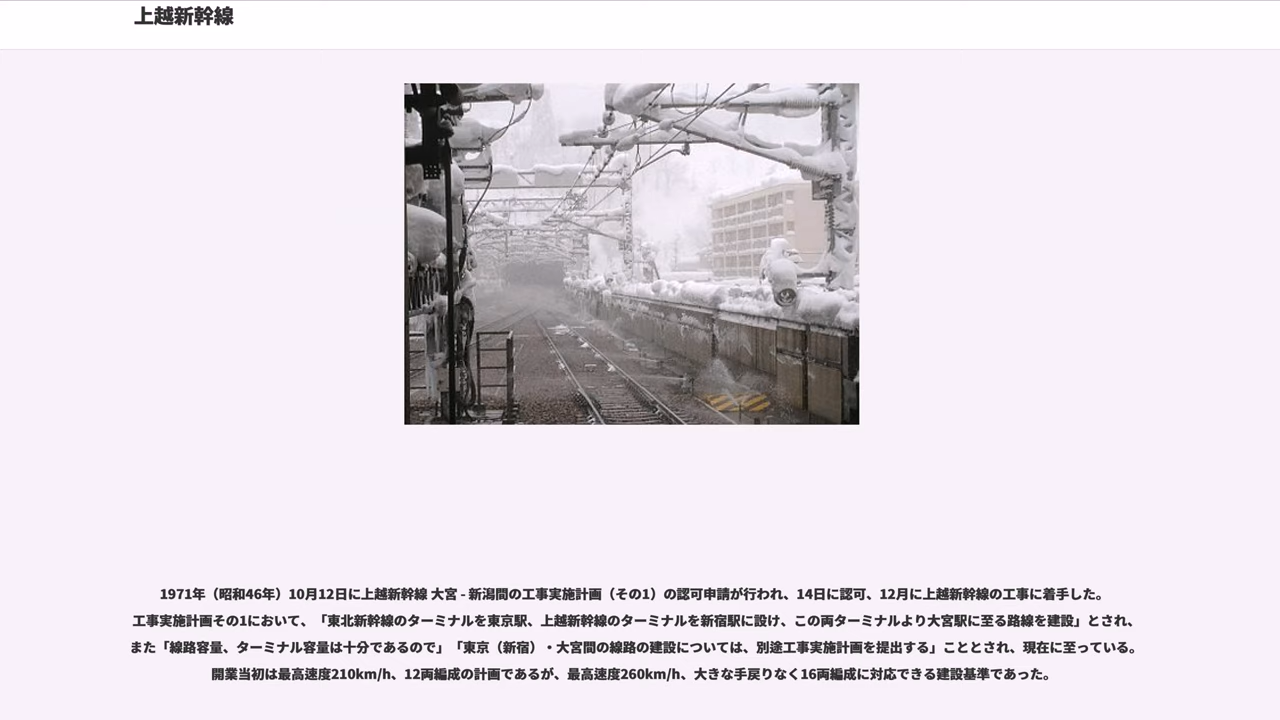 上越新幹線
1971年（昭和46年）10月12日に上越新幹線 大宮 - 新潟間の工事実施計画（その1）の認可申請が行われ、14日に認可、12月に上越新幹線の工事に着手した。
工事実施計画その1において、「東北新幹線のターミナルを東京駅、上越新幹線のターミナルを新宿駅に設け、この両ターミナルより大宮駅に至る路線を建設」とされ、
また「線路容量、ターミナル容量は十分であるので」「東京（新宿）・大宮間の線路の建設については、別途工事実施計画を提出する」こととされ、現在に至っている。
開業当初は最高速度210km/h、12両編成の計画であるが、最高速度260km/h、大きな手戻りなく16両編成に対応できる建設基準であった。